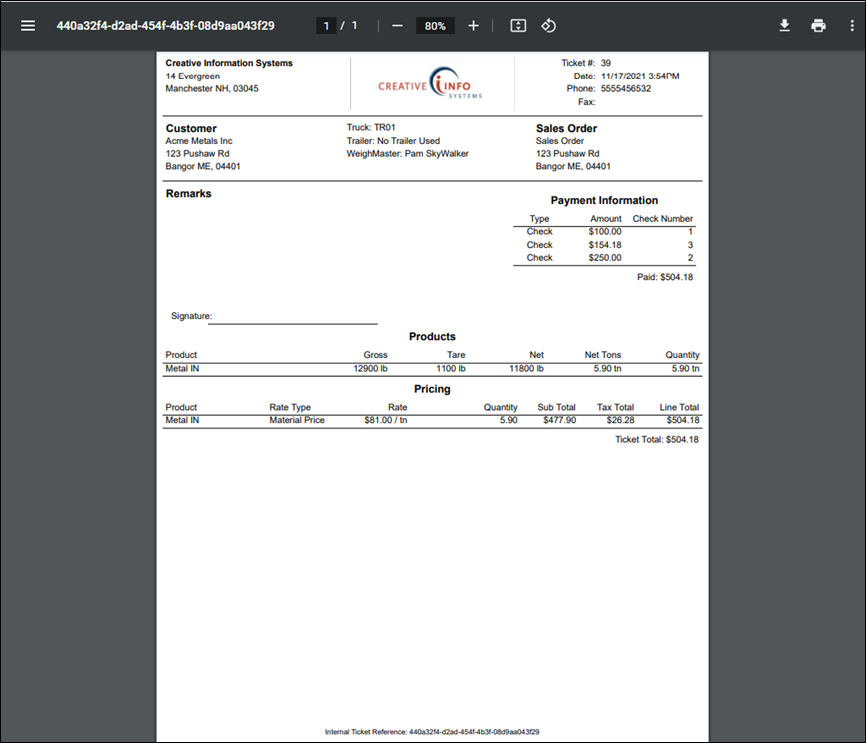 440a32f4-d2ad-454f-4b3f-08d9aa043f29
1 / 1
80%
Creative Information Systems
14 Evergreen
Manchester NH, 03045
CREATIVE INFO
SYSTEMS
Ticket #: 39
Date: 11/17/2021 3:54PM
Phone: 5555456532
Fax:
Customer
Acme Metals Inc
123 Pushaw Rd
Bangor ME, 04401
Truck: TR01
Trailer: No Trailer Used
WeighMaster: Pam SkyWalker
Sales Order
Sales Order
123 Pushaw Rd
Bangor ME, 04401
Remarks
Payment Information
Type Amount Check Number
Check $100.00 1
Check $154.18 3
Check $250.00 2
Paid: $504.18
Signature:
Products
Product Gross Tare Net Net Tons Quantity
Metal IN 12900 lb 1100 lb 11800 lb 5.90 tn 5.90 tn
Pricing
Product Rate Type Rate Quantity Sub Total Tax Total Line Total
Metal IN Material Price $81.00 / tn 5.90 $477.90 $26.28 $504.18
Ticket Total: $504.18
Internal Ticket Reference: 440a32f4-d2ad-454f-4b3f-08d9aa043f29